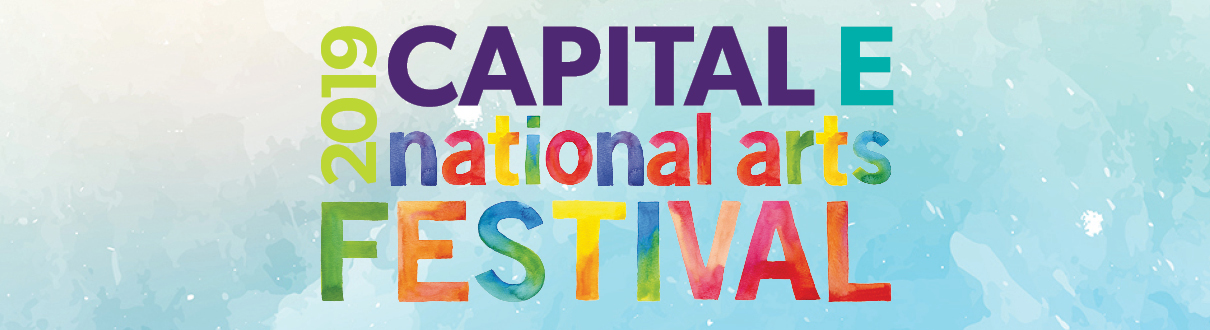 2019
CAPITAL E
national arts
FESTIVAL